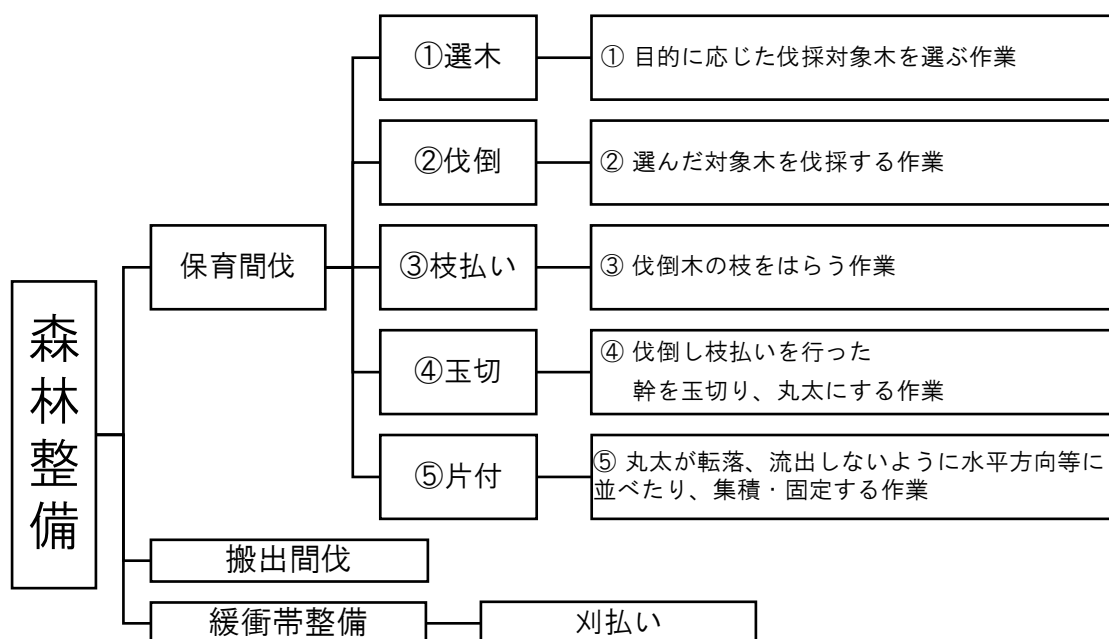 森林整備
保育間伐
①選木
① 目的に応じた伐採対象木を選ぶ作業
②伐倒
② 選んだ対象木を伐採する作業
③枝払い
③ 伐倒木の枝をはらう作業
④玉切
④ 伐倒し枝払いを行った
幹を玉切り、丸太にする作業
⑤片付
⑤ 丸太が転落、流出しないように水平方向等に
並べたり、集積・固定する作業
搬出間伐
緩衝帯整備
刈払い